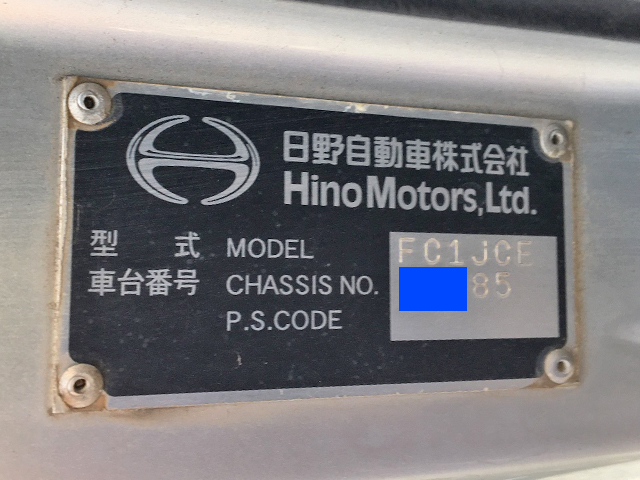 日野自動車株式会社
Hino Motors, Ltd.
型 式 MODEL FC1JCE
車台番号 CHASSIS NO. 85
P.S.CODE